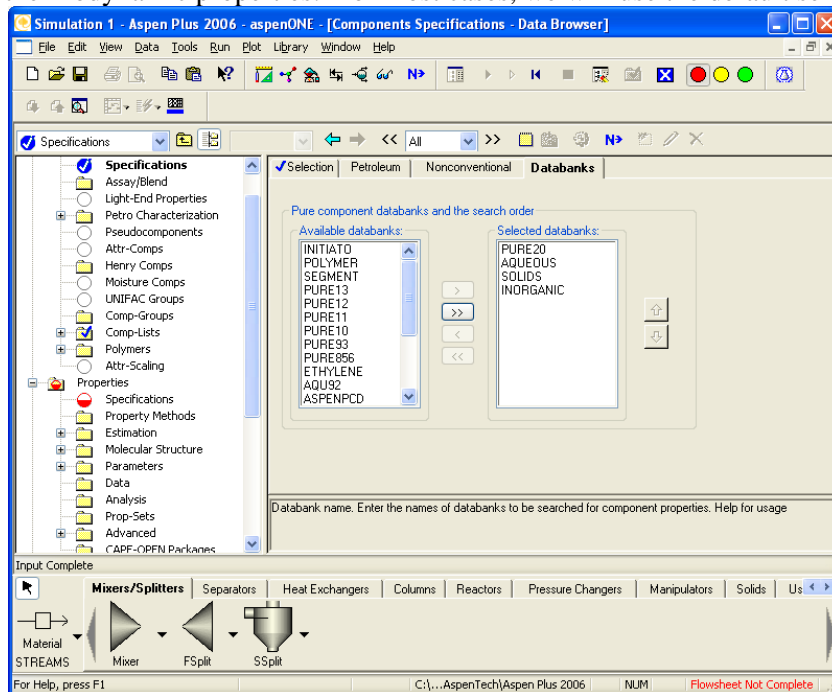 Simulation 1 - Aspen Plus 2006 - aspenONE - [Components Specifications - Data Browser]
File Edit View Data Tools Run Plot Library Window Help
N»
Specifications
All
N»
Specifications
Assay/Blend
Light-End Properties
Petro Characterization
Pseudocomponents
Attr-Comps
Henry Comps
Moisture Comps
UNIFAC Groups
Comp-Groups
Comp-Lists
Polymers
Attr-Scaling
Properties
Specifications
Property Methods
Estimation
Molecular Structure
Parameters
Data
Analysis
Prop-Sets
Advanced
CAPE-OPEN Packages
Selection Petroleum Nonconventional Databanks
Pure component databanks and the search order
Available databanks:
INITIATO
POLYMER
SEGMENT
PURE13
PURE12
PURE11
PURE10
PURE93
PURE856
ETHYLENE
AQU92
ASPENPCD
>
>>
<
<<
Selected databanks:
PURE20
AQUEOUS
SOLIDS
INORGANIC
Databank name. Enter the names of databanks to be searched for component properties. Help for usage
Input Complete
Mixers/Splitters Separators Heat Exchangers Columns Reactors Pressure Changers Manipulators Solids Us
Material
STREAMS
Mixer FSplit SSplit
For Help, press F1 C:\...AspenTech\Aspen Plus 2006 NUM Flowsheet Not Complete